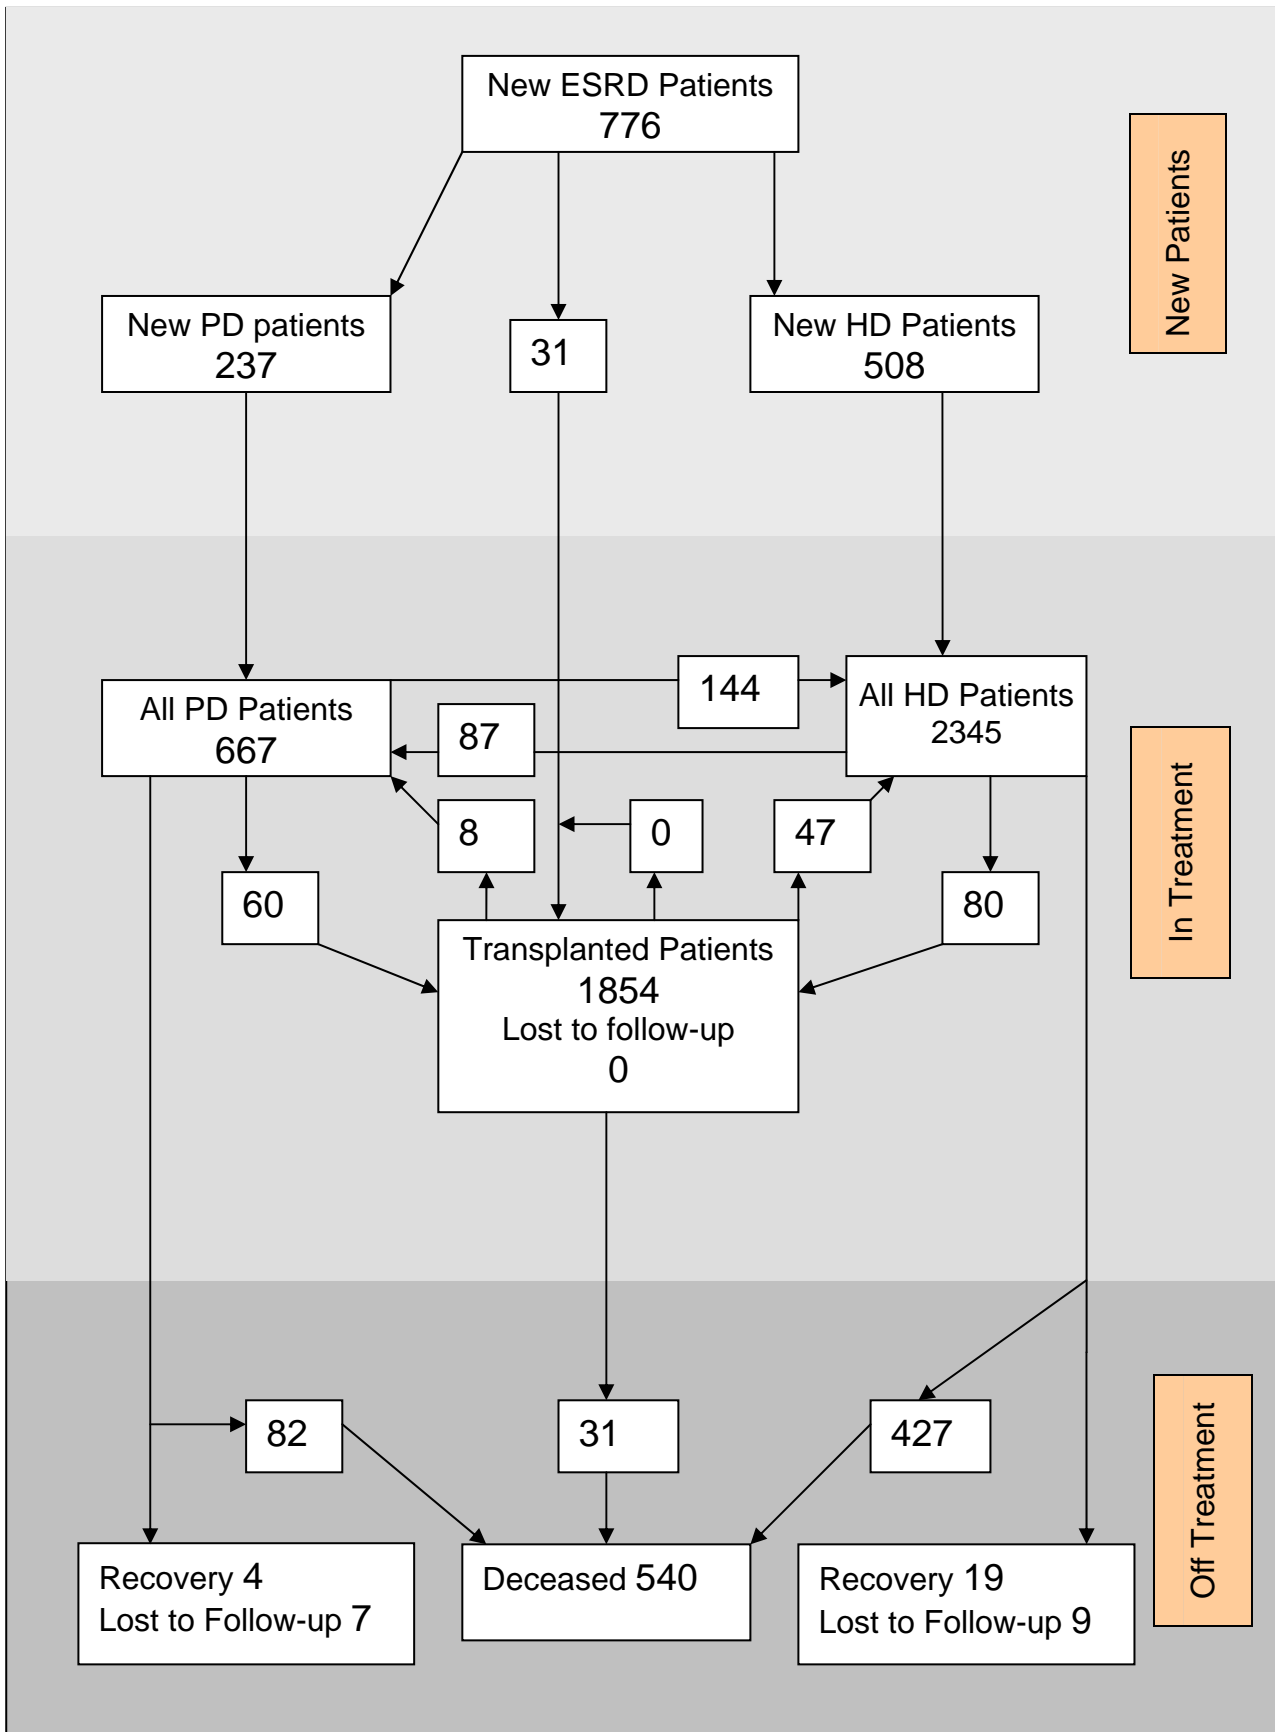 New ESRD Patients
776
New Patients
New PD patients
237
31
New HD Patients
508
144
All PD Patients
667
87
All HD Patients
2345
In Treatment
8
0
47
60
80
Transplanted Patients
1854
Lost to follow-up
0
82
31
427
Off Treatment
Recovery 4
Lost to Follow-up 7
Deceased 540
Recovery 19
Lost to Follow-up 9